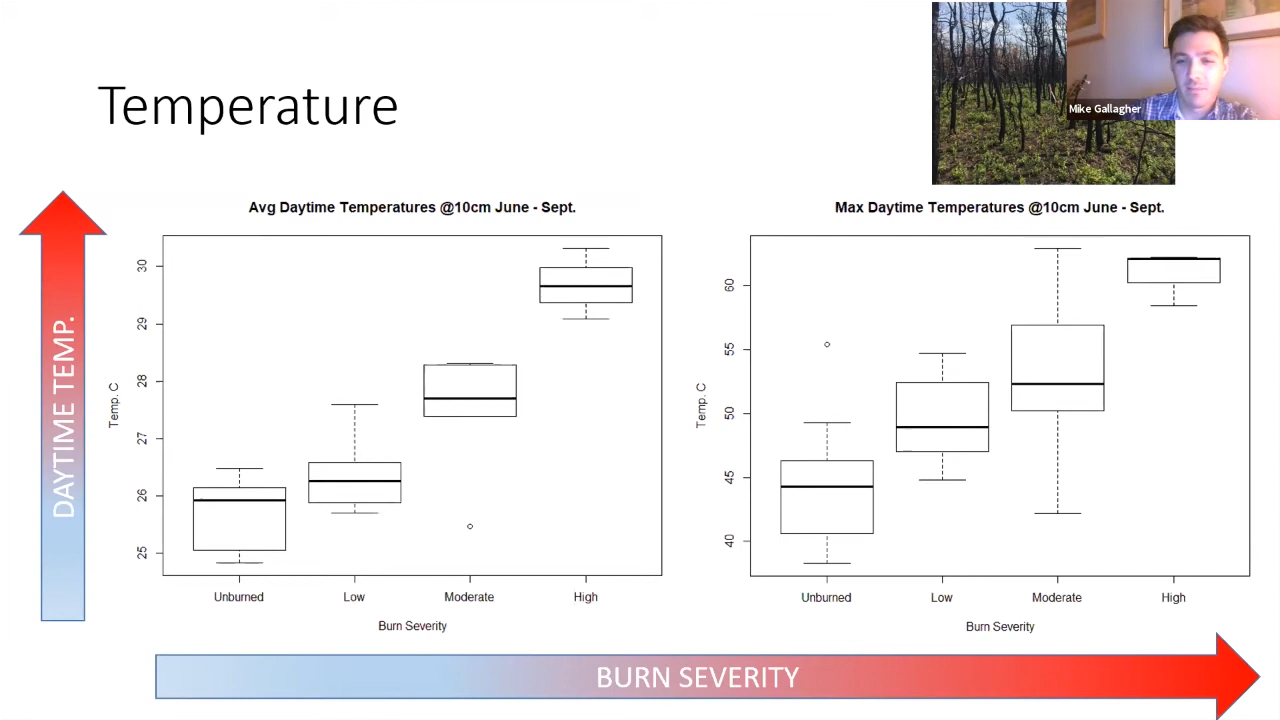 Temperature
Mike Gallagher
DAYTIME TEMP.
Avg Daytime Temperatures @10cm June - Sept.
Temp. C
30
29
28
27
26
25
Unburned Low Moderate High
Burn Severity
Max Daytime Temperatures @10cm June - Sept.
Temp. C
60
55
50
45
40
Unburned Low Moderate High
Burn Severity
BURN SEVERITY